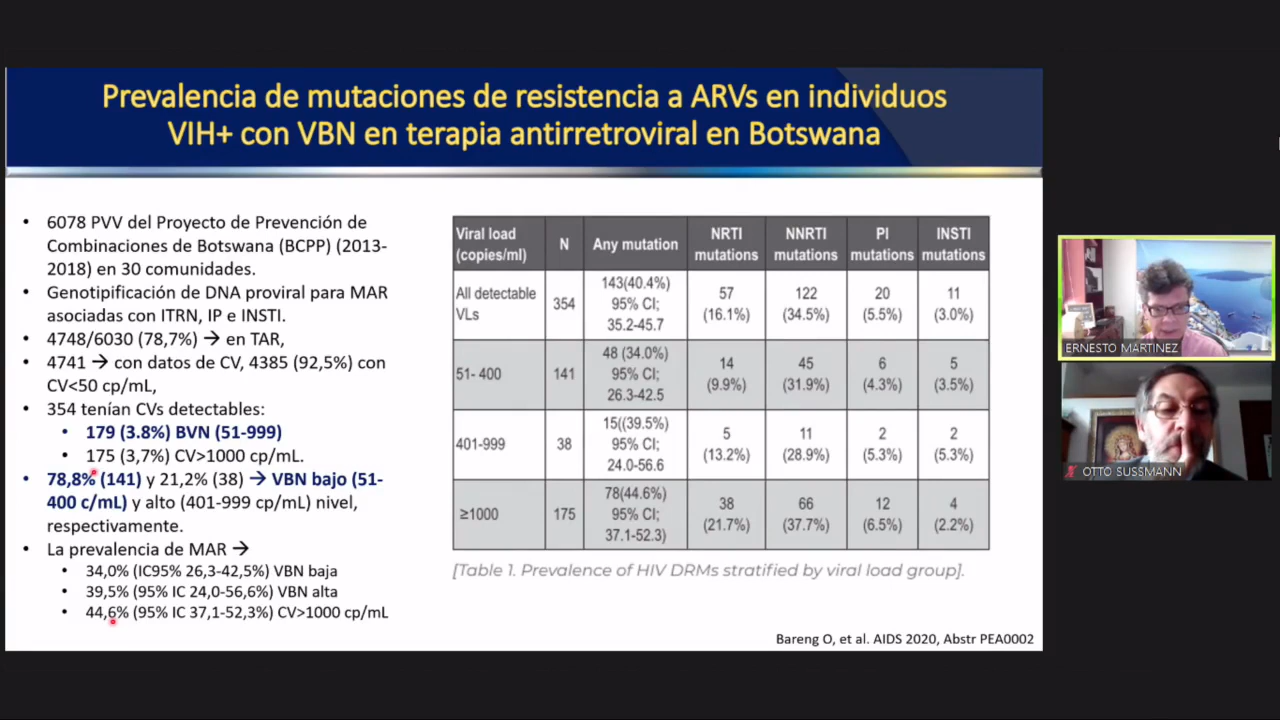 Prevalencia de mutaciones de resistencia a ARVs en individuos
VIH+ con VBN en terapia antirretroviral en Botswana
• 6078 PVV del Proyecto de Prevención de
Combinaciones de Botswana (BCPP) (2013-
2018) en 30 comunidades.
• Genotipificación de DNA proviral para MAR
asociadas con ITRN, IP e INSTI.
• 4748/6030 (78,7%) → en TAR,
• 4741 → con datos de CV, 4385 (92,5%) con
CV<50 cp/mL,
• 354 tenían CVs detectables:
• 179 (3.8%) BVN (51-999)
• 175 (3,7%) CV>1000 cp/mL.
• 78,8% (141) y 21,2% (38) → VBN bajo (51-
400 c/mL) y alto (401-999 cp/mL) nivel,
respectivamente.
• La prevalencia de MAR →
• 34,0% (IC95% 26,3-42,5%) VBN baja
• 39,5% (95% IC 24,0-56,6%) VBN alta
• 44,6% (95% IC 37,1-52,3%) CV>1000 cp/mL
Viral load (copies/ml) N Any mutation NRTI mutations NNRTI mutations PI mutations INSTI mutations
All detectable VLs 354 143(40.4%) 95% CI; 35.2-45.7 57 (16.1%) 122 (34.5%) 20 (5.5%) 11 (3.0%)
51- 400 141 48 (34.0%) 95% CI; 26.3-42.5 14 (9.9%) 45 (31.9%) 6 (4.3%) 5 (3.5%)
401-999 38 15((39.5%) 95% CI; 24.0-56.6 5 (13.2%) 11 (28.9%) 2 (5.3%) 2 (5.3%)
≥1000 175 78(44.6%) 95% CI; 37.1-52.3) 38 (21.7%) 66 (37.7%) 12 (6.5%) 4 (2.2%)
[Table 1. Prevalence of HIV DRMs stratified by viral load group].
Bareng O, et al. AIDS 2020, Abstr PEA0002
ERNESTO MARTINEZ
OTTO SUSSMANN